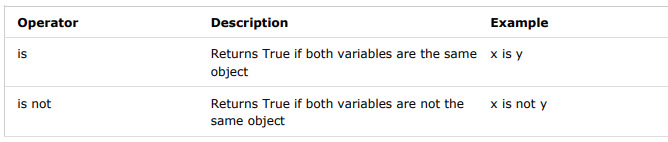 Operator Description Example
is Returns True if both variables are the same x is y
object
is not Returns True if both variables are not the x is not y
same object